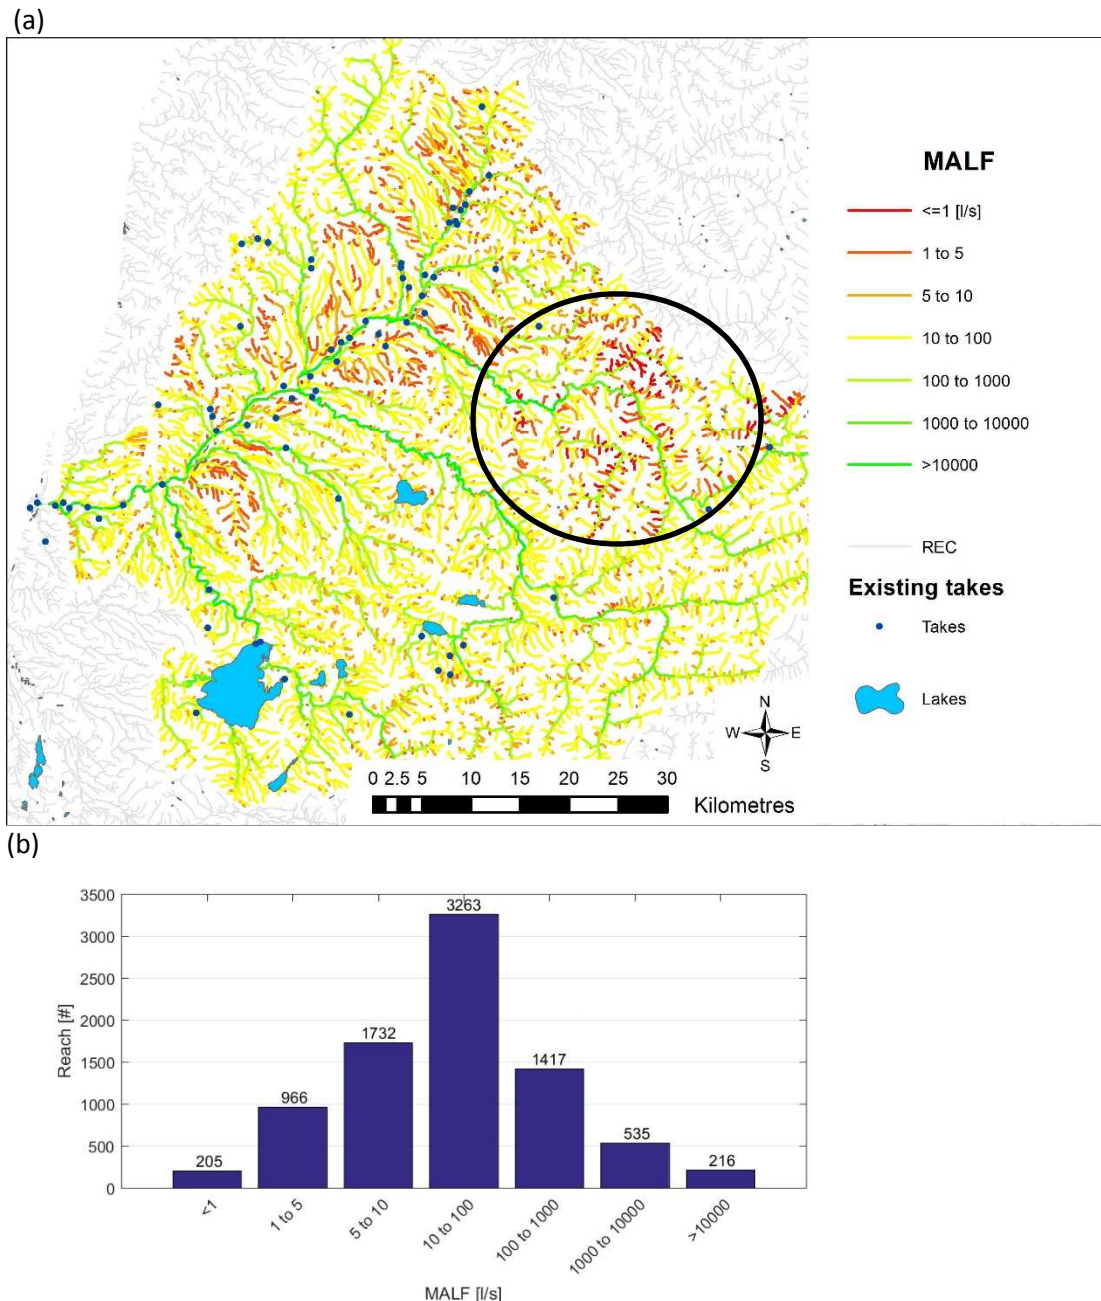 (a)
MALF
<=1 [l/s]
1 to 5
5 to 10
10 to 100
100 to 1000
1000 to 10000
>10000
REC
Existing takes
Takes
Lakes
N
W E
S
0 2.5 5 10 15 20 25 30
Kilometres
(b)
3500
3000
2500
2000
1500
1000
500
0
Reach [#]
205
966
1732
3263
1417
535
216
<1
1 to 5
5 to 10
10 to 100
100 to 1000
1000 to 10000
>10000
MALF [l/s]